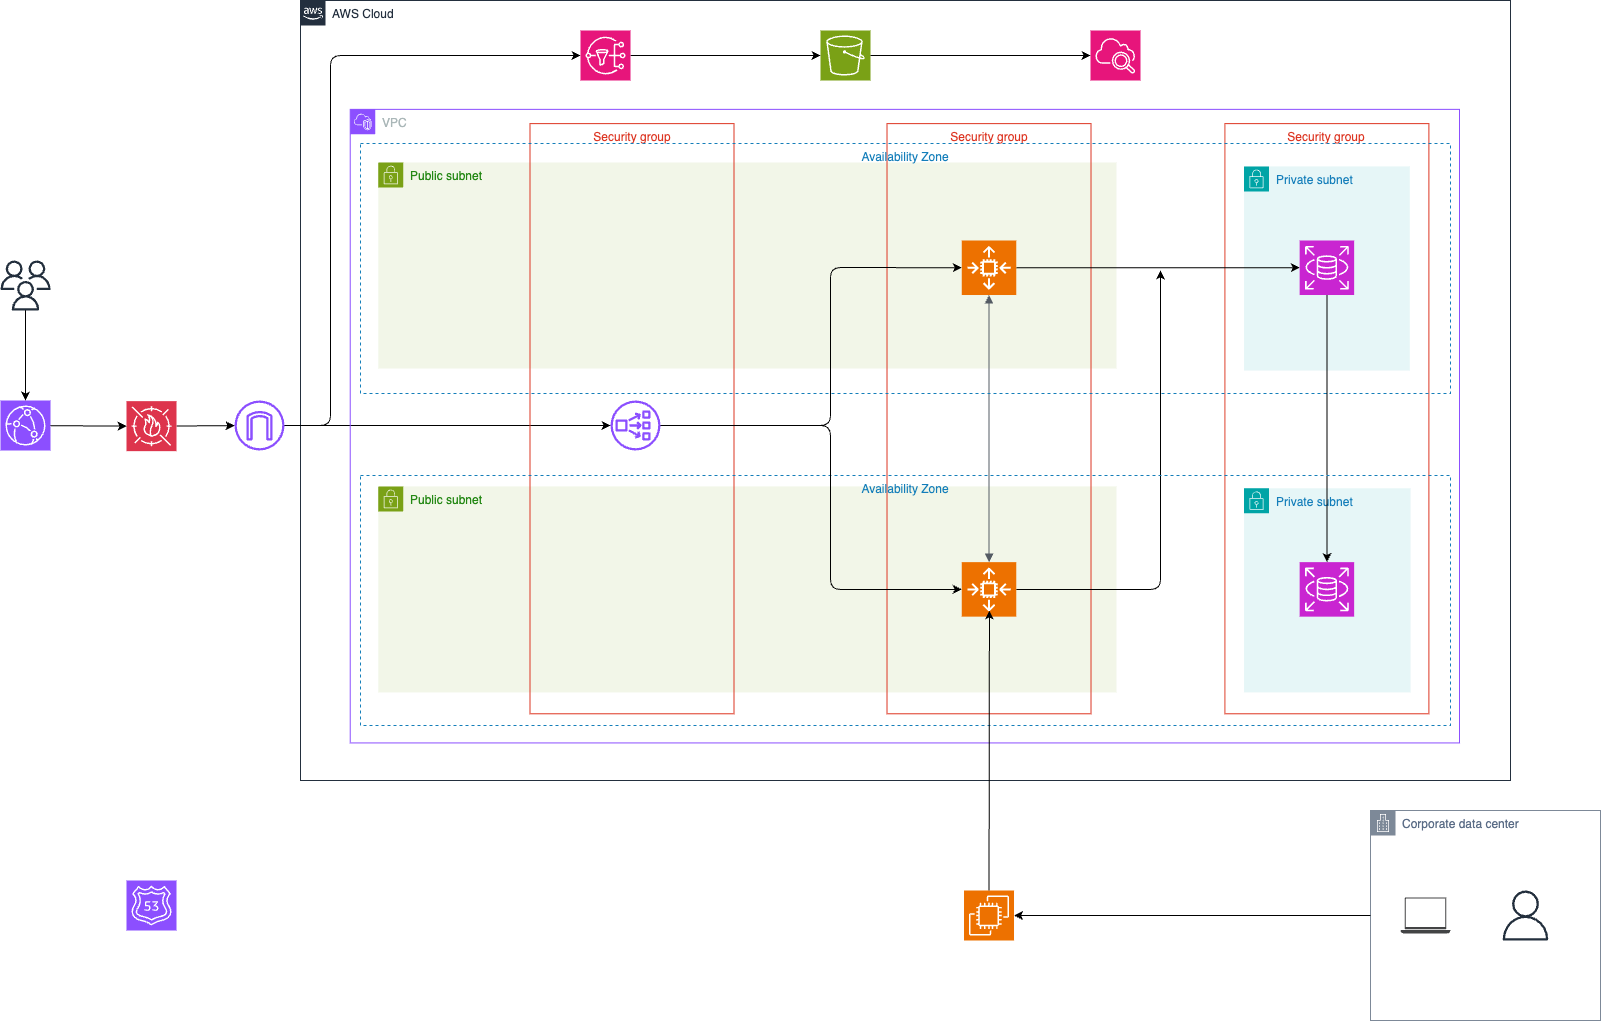 aws
AWS Cloud
VPC
Security group
Security group
Security group
Availability Zone
Public subnet
Private subnet
Availability Zone
Public subnet
Private subnet
Corporate data center
53